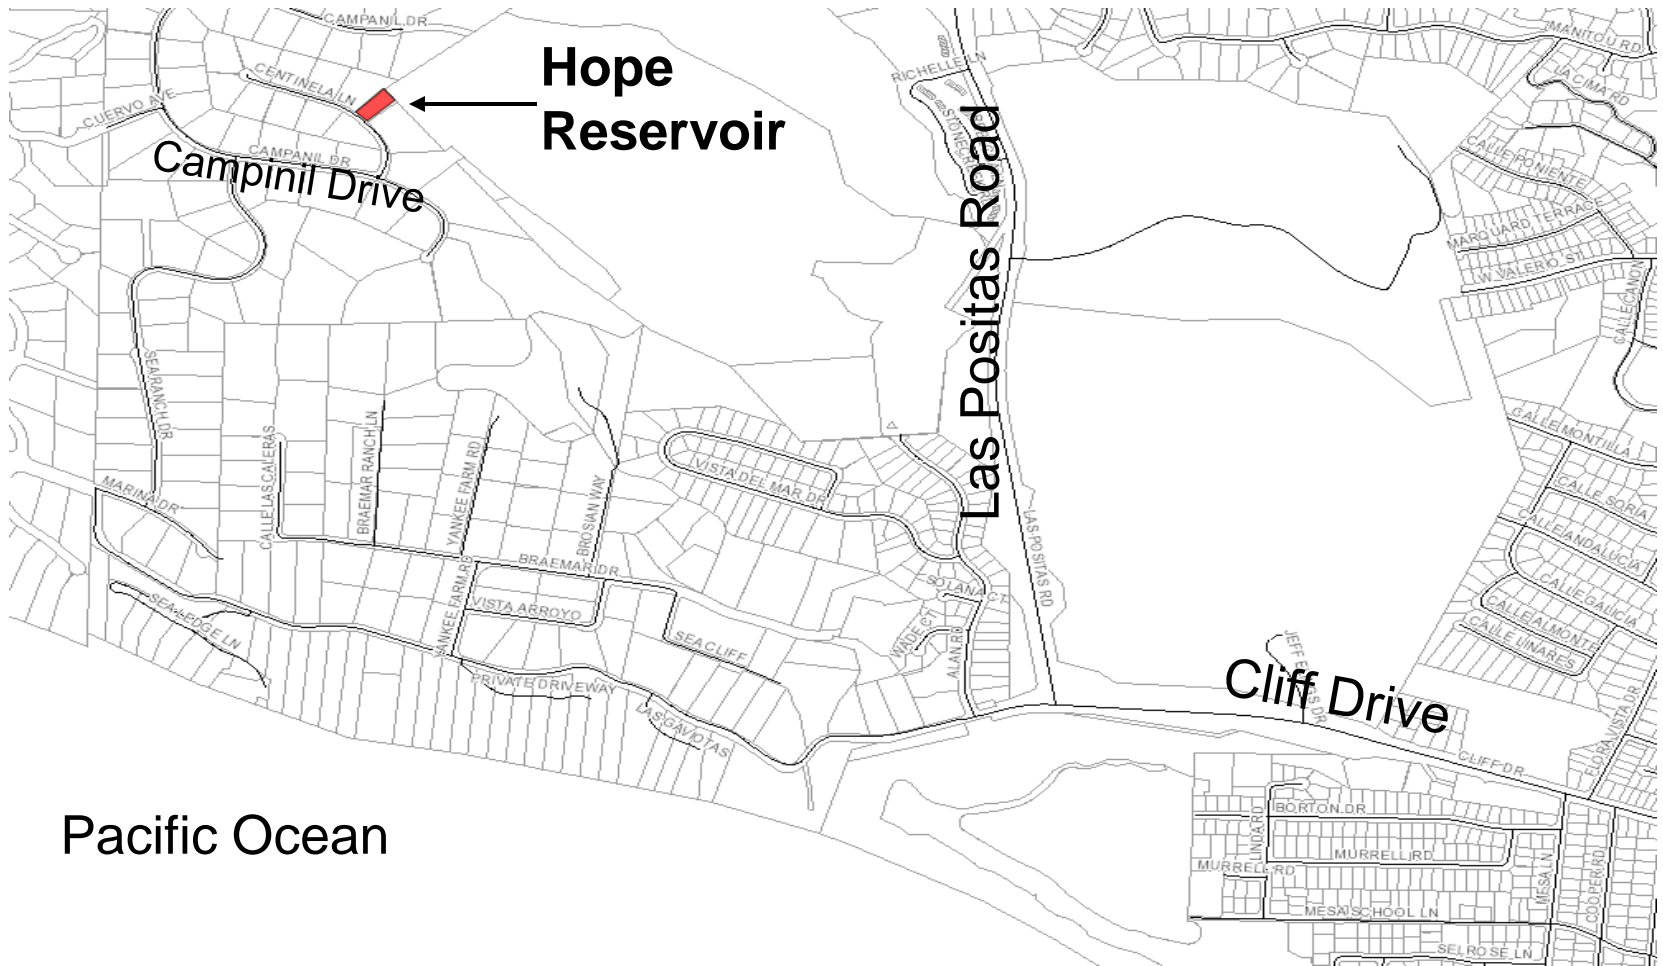 CAMPANIL DR
MANITOU RD
Hope
Reservoir
RICHELLE LN
CENTINELA LN
LA CIMA RD
CUERVO AVE
CAMPANIL DR
Campinil Drive
Las Positas Road
CALLE PONIENTE
MARQUARD TERRACE
W VALERIO ST
CALLE CANON
SEA RANCH DR
CALLE LAS CALERAS
BRAEMAR RANCH LN
YANKEE FARM RD
BROSIAN WAY
VISTA DEL MAR DR
CALLE MONTILLA
MARINA DR
CALLE SORIA
LAS POSITAS RD
CALLE ANDALUCIA
BRAEMAR DR
YANKEE FARM RD
VISTA ARROYO
SOLANA CT
CALLE GALICIA
CALLE ALMONTE
CALLE LINARES
SEA LEDGE LN
SEA CLIFF
WADE CT
ALAN RD
PRIVATE DRIVEWAY
LAS GAVIOTAS
Cliff Drive
FLORA VISTA DR
CLIFF DR
Pacific Ocean
BORTON DR
LINDA RD
MURRELL RD
MURRELL RD
MESA LN
COOPER RD
MESA SCHOOL LN
SELROSE LN